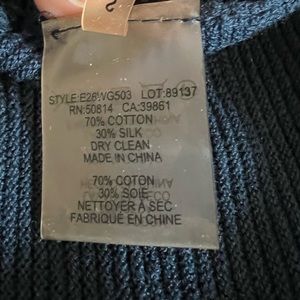 STYLE:E26WG503 LOT:89137
RN:50814 CA:39861
70% COTTON
30% SILK
DRY CLEAN
MADE IN CHINA
70% COTON
30% SOIE
NETTOYER À SEC
FABRIQUÉ EN CHINE